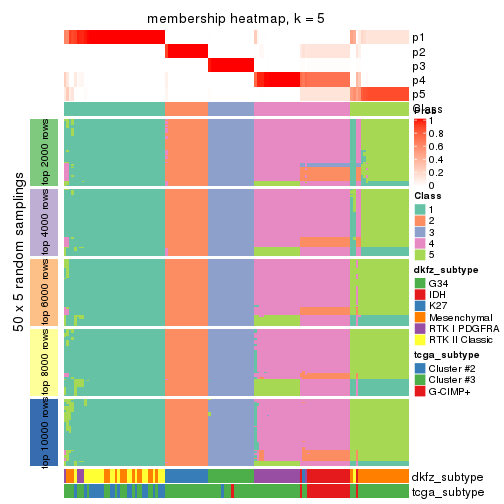 membership heatmap, k = 5
p1
p2
p3
p4
p5
Class
1
0.8
0.6
0.4
0.2
0
Class
1
2
3
4
5
dkfz_subtype
G34
IDH
K27
Mesenchymal
RTK I PDGFRA
RTK II Classic
tcga_subtype
Cluster #2
Cluster #3
G-CIMP+
50 x 5 random samplings
top 2000 rows
top 4000 rows
top 6000 rows
top 8000 rows
top 10000 rows
dkfz_subtype
tcga_subtype